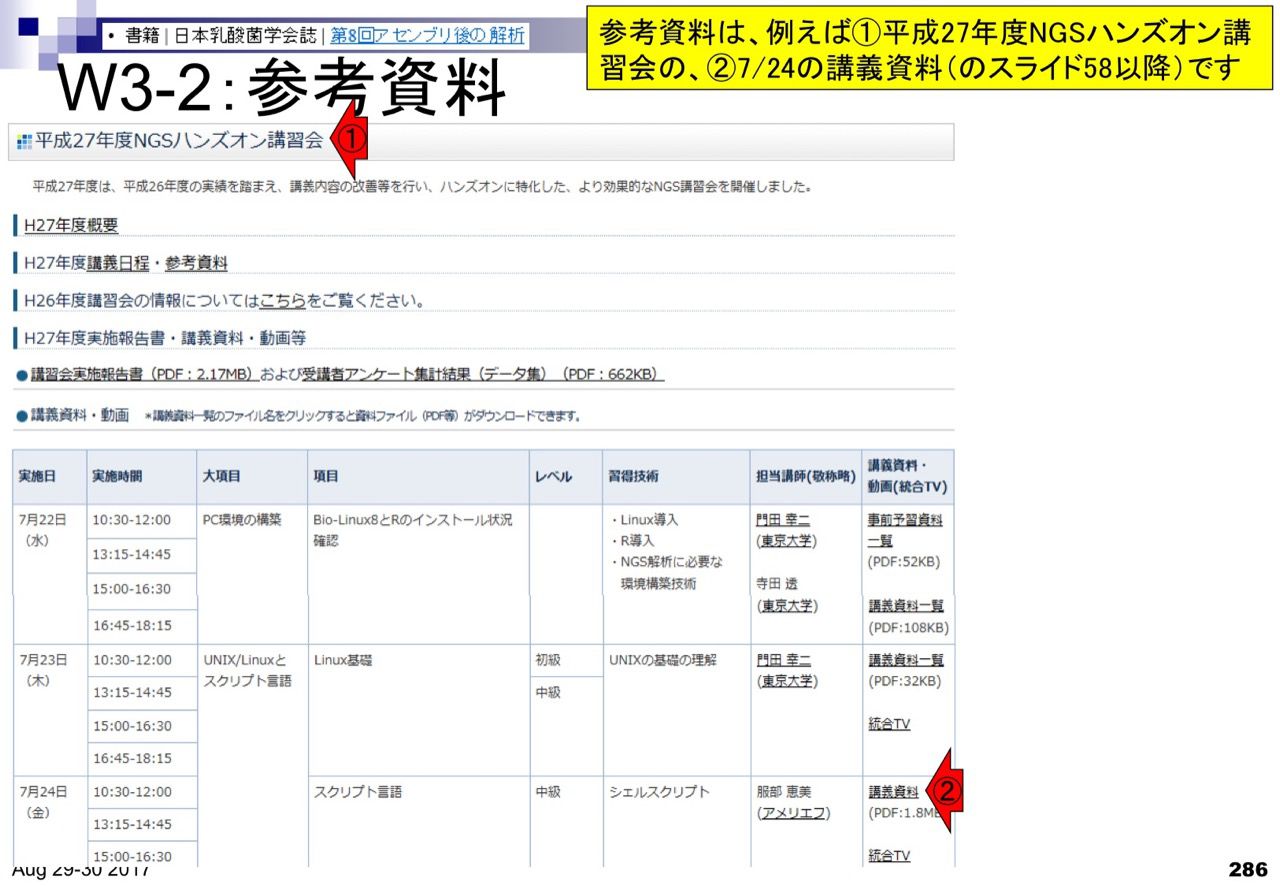 • 書籍 | 日本乳酸菌学会誌 | 第8回アセンブリ後の解析
参考資料は、例えば①平成27年度NGSハンズオン講
習会の、②7/24の講義資料(のスライド58以降)です
W3-2:参考資料
平成27年度NGSハンズオン講習会
①
平成27年度は、平成26年度の実績を踏まえ、講義内容の改善等を行い、ハンズオンに特化した、より効果的なNGS講習会を開催しました。
H27年度概要
H27年度講義日程・参考資料
H26年度講習会の情報についてはこちらをご覧ください。
H27年度実施報告書・講義資料・動画等
●講習会実施報告書(PDF:2.17MB)および受講者アンケート集計結果(データ集)(PDF:662KB)
●講義資料・動画 *講義資料一覧のファイル名をクリックすると資料ファイル(PDF等)がダウンロードできます。
実施日 実施時間 大項目 項目 レベル 習得技術 担当講師(敬称略) 講義資料・
動画(統合TV)
7月22日 10:30-12:00 PC環境の構築 Bio-Linux8とRのインストール状況 ・Linux導入 門田 幸二 事前予習資料
(水) 確認 ・R導入 (東京大学) 一覧
13:15-14:45 ・NGS解析に必要な (PDF:52KB)
15:00-16:30 環境構築技術 寺田 透
(東京大学) 講義資料一覧
16:45-18:15 (PDF:108KB)
7月23日 10:30-12:00 UNIX/Linuxと Linux基礎 初級 UNIXの基礎の理解 門田 幸二 講義資料一覧
(木) スクリプト言語 (東京大学) (PDF:32KB)
13:15-14:45 中級
15:00-16:30 統合TV
16:45-18:15
7月24日 10:30-12:00 スクリプト言語 中級 シェルスクリプト 服部 恵美 講義資料 ②
(金) (アメリエフ) (PDF:1.8MB
13:15-14:45
15:00-16:30 統合TV
Aug 29-30 2017
286